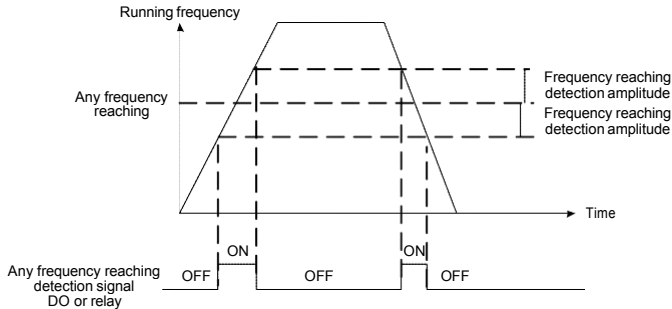 Running frequency
Frequency reaching
detection amplitude
Any frequency
reaching
Frequency reaching
detection amplitude
Time
ON
ON
Any frequency reaching
detection signal
DO or relay
OFF
OFF
OFF